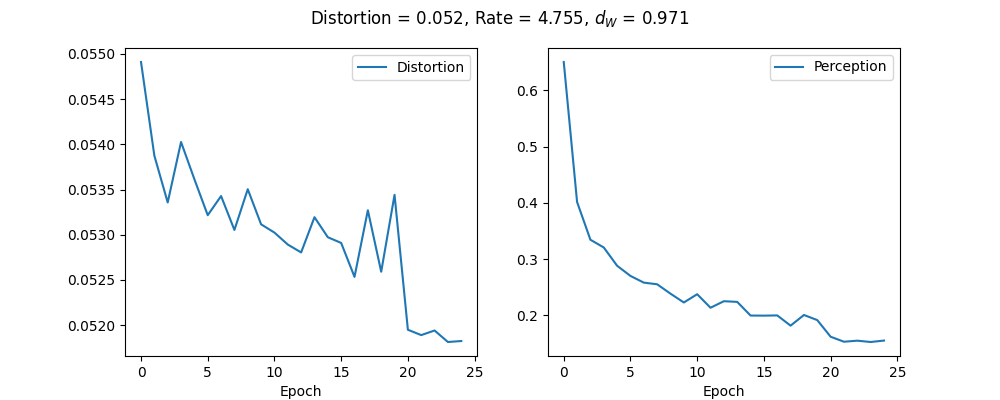 Distortion = 0.052, Rate = 4.755, d_W = 0.971
0.0550
0.0545
0.0540
0.0535
0.0530
0.0525
0.0520
0 5 10 15 20 25
Epoch
Distortion
0.6
0.5
0.4
0.3
0.2
0 5 10 15 20 25
Epoch
Perception